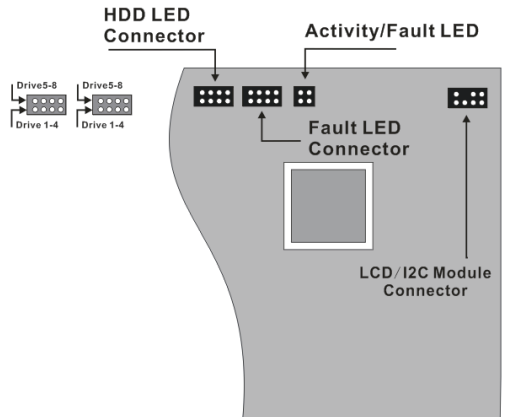 HDD LED
Connector
Activity/Fault LED
Drive5-8
Drive5-8
Drive 1-4
Drive 1-4
Fault LED
Connector
LCD/I2C Module
Connector